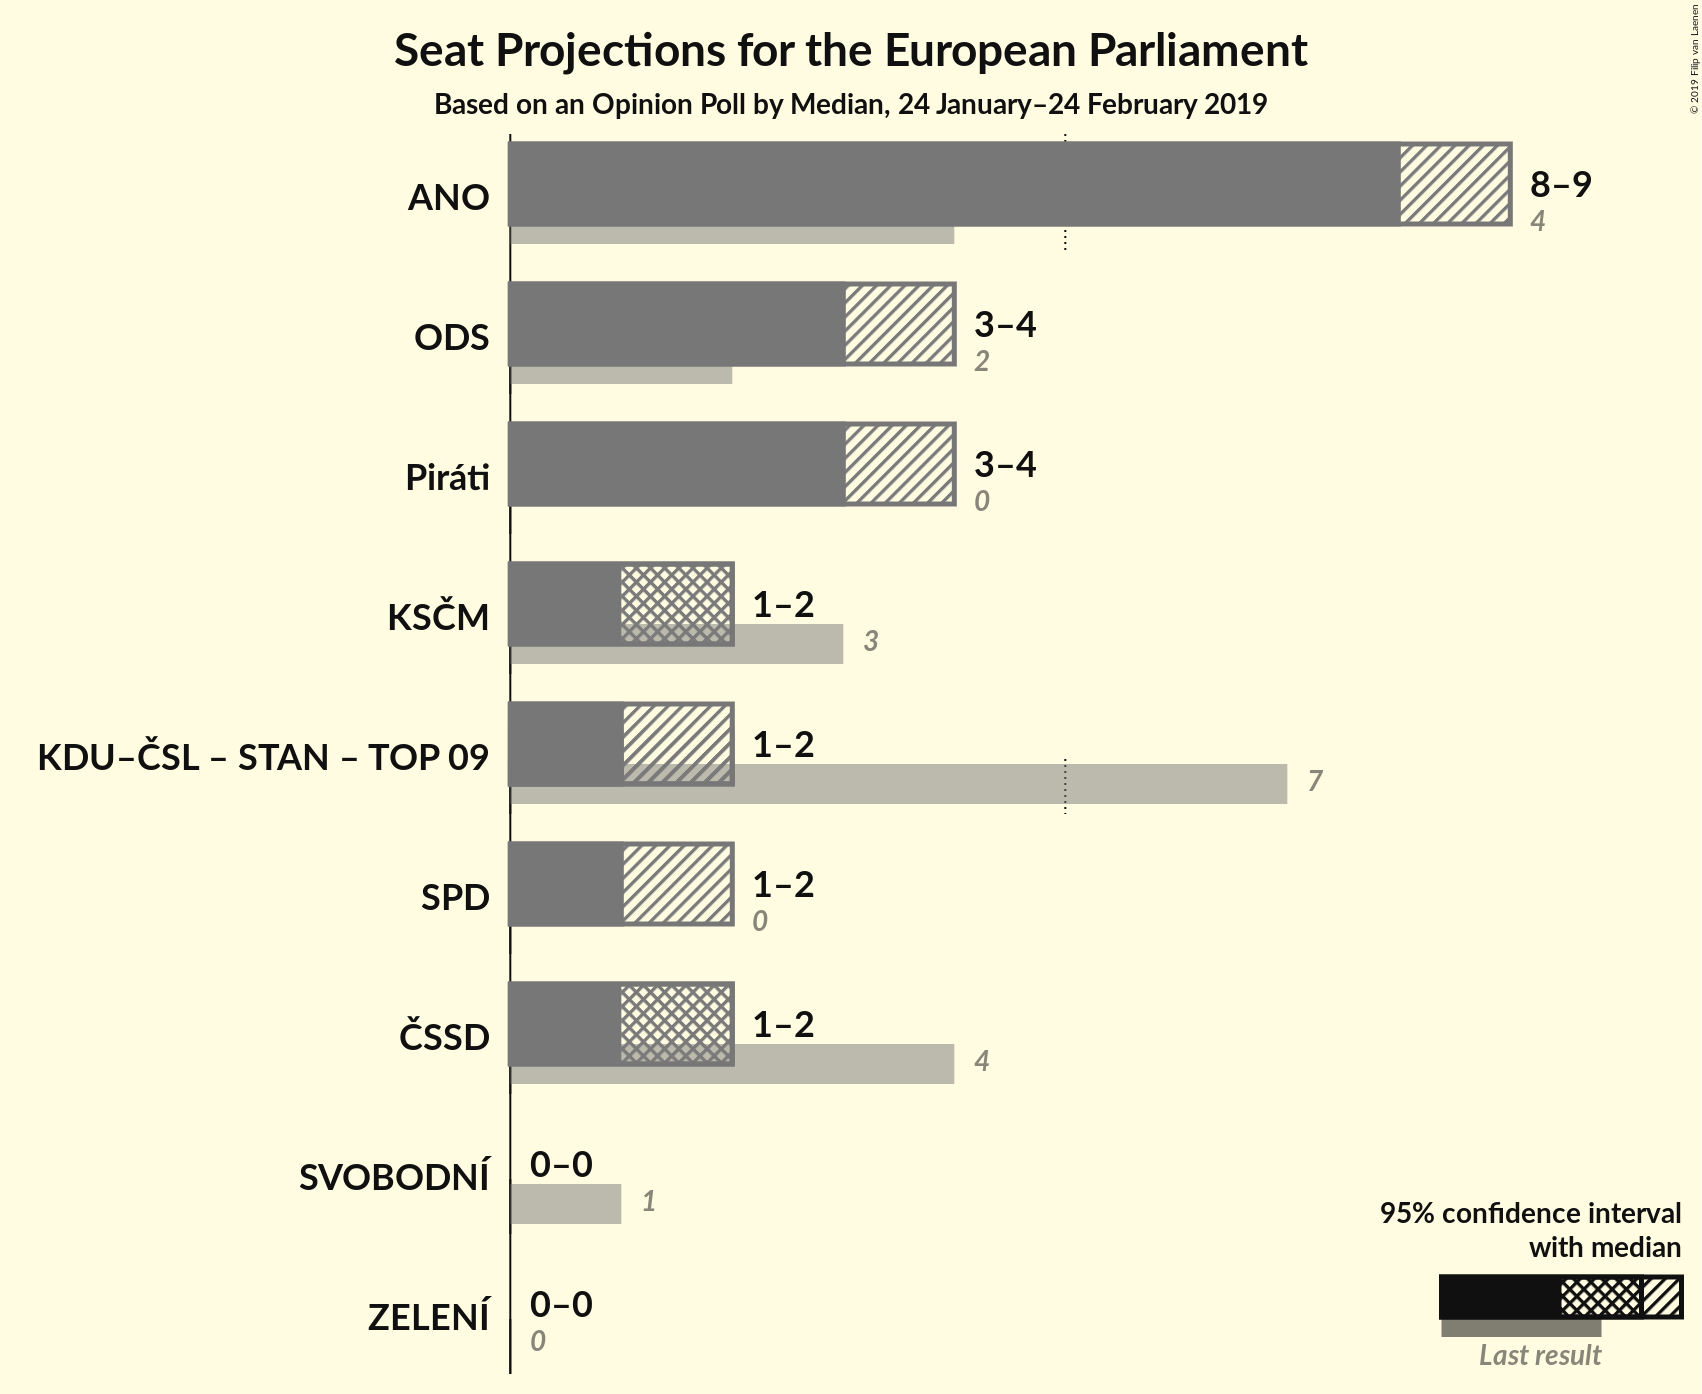 Seat Projections for the European Parliament
Based on an Opinion Poll by Median, 24 January–24 February 2019
© 2019 Filip van Laenen
ANO
8–9
4
ODS
3–4
2
Piráti
3–4
0
KSČM
1–2
3
KDU–ČSL – STAN – TOP 09
1–2
7
SPD
1–2
0
ČSSD
1–2
4
SVOBODNÍ
0–0
1
ZELENÍ
0–0
0
95% confidence interval
with median
Last result